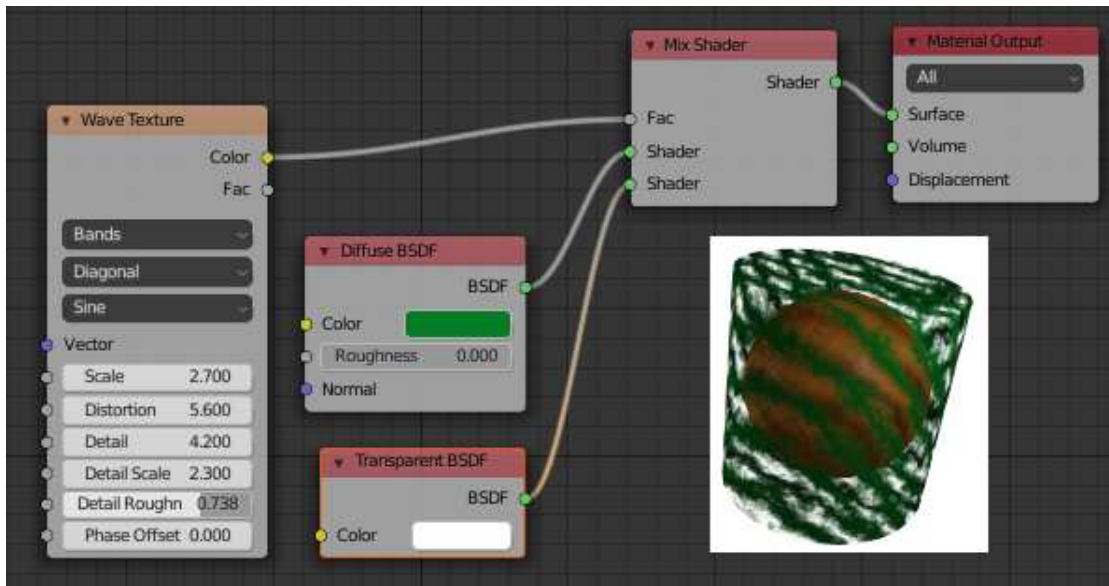 Wave Texture
Color
Fac
Bands
Diagonal
Sine
Vector
Scale 2.700
Distortion 5.600
Detail 4.200
Detail Scale 2.300
Detail Roughn 0.738
Phase Offset 0.000
Diffuse BSDF
BSDF
Color
Roughness 0.000
Normal
Transparent BSDF
BSDF
Color
Mix Shader
Shader
Fac
Shader
Shader
Material Output
All
Surface
Volume
Displacement